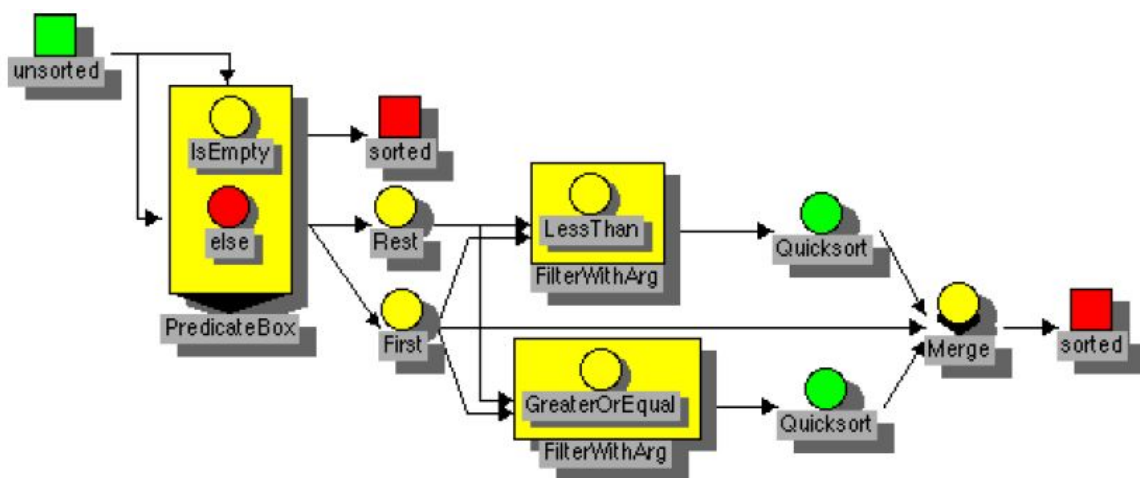 unsorted
IsEmpty
sorted
else
Rest
LessThan
Quicksort
FilterWithArg
PredicateBox
First
Merge
sorted
GreaterOrEqual
Quicksort
FilterWithArg